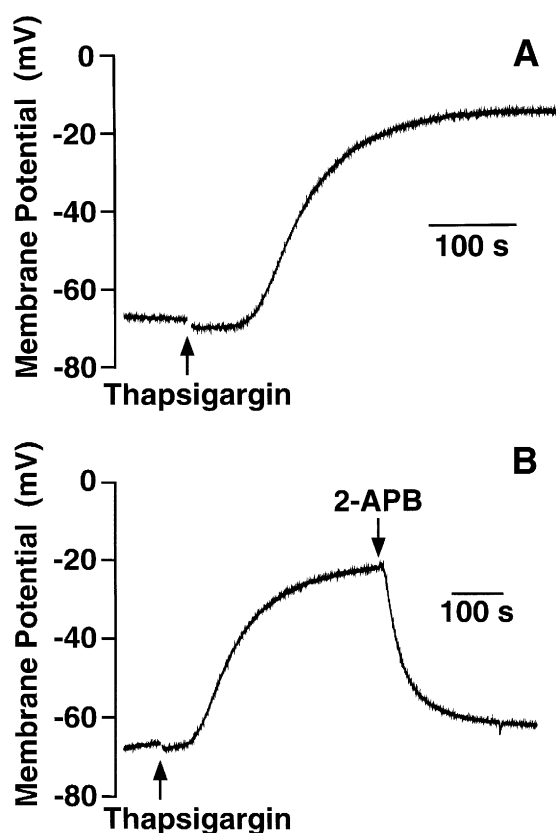 A
Membrane Potential (mV)
0
-20
-40
-60
-80
100 s
Thapsigargin
B
Membrane Potential (mV)
0
-20
-40
-60
-80
2-APB
100 s
Thapsigargin